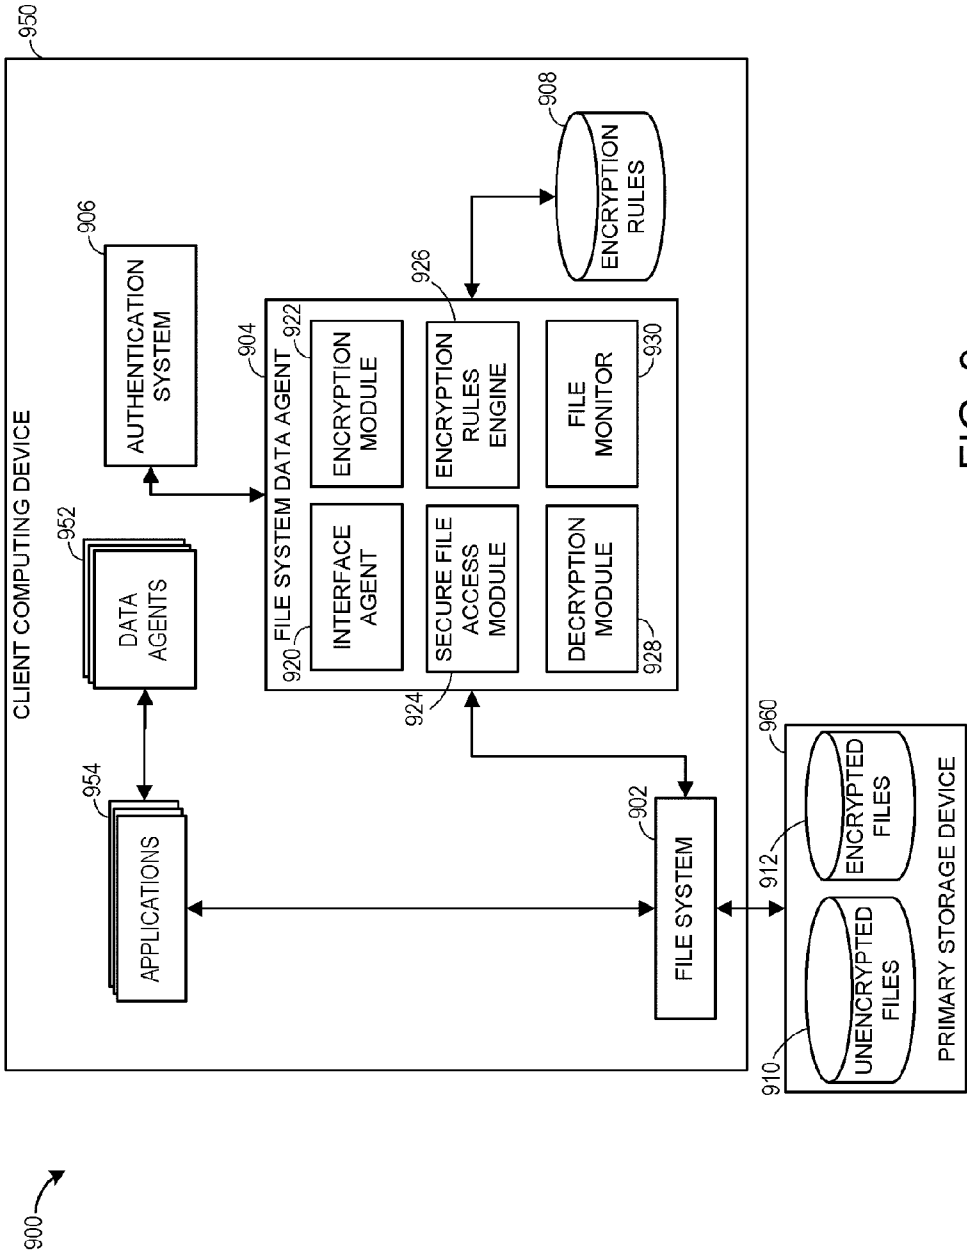 900
950
CLIENT COMPUTING DEVICE
954
APPLICATIONS
952
DATA
AGENTS
906
AUTHENTICATION
SYSTEM
904
FILE SYSTEM DATA AGENT
920
INTERFACE
AGENT
922
ENCRYPTION
MODULE
924
SECURE FILE
ACCESS
MODULE
926
ENCRYPTION
RULES
ENGINE
928
DECRYPTION
MODULE
930
FILE
MONITOR
908
ENCRYPTION
RULES
902
FILE SYSTEM
960
910
UNENCRYPTED
FILES
912
ENCRYPTED
FILES
PRIMARY STORAGE DEVICE
FIG.